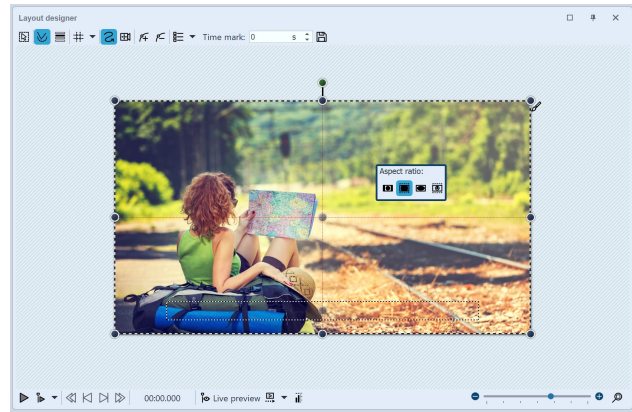 Layout designer
Time mark: 0 s
Aspect ratio:
00:00.000 Live preview